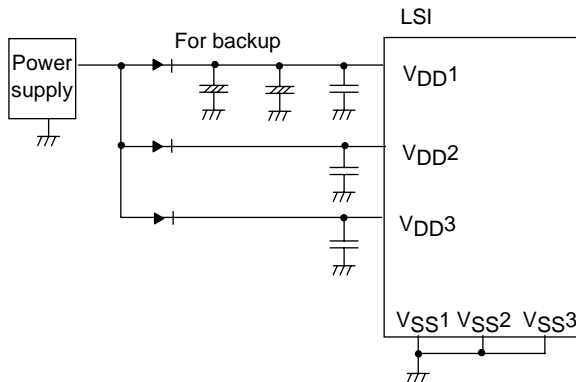 LSI
For backup
Power
supply
VDD1
VDD2
VDD3
VSS1 VSS2 VSS3